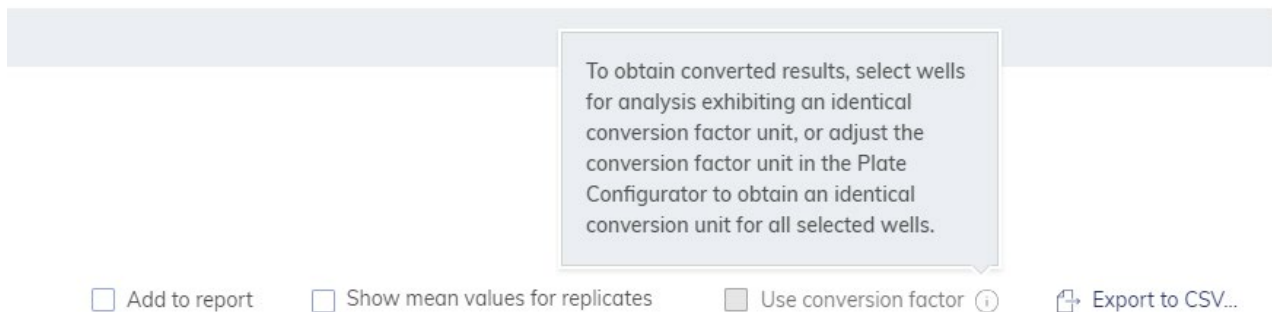 To obtain converted results, select wells
for analysis exhibiting an identical
conversion factor unit, or adjust the
conversion factor unit in the Plate
Configurator to obtain an identical
conversion unit for all selected wells.
Add to report Show mean values for replicates Use conversion factor Export to CSV...